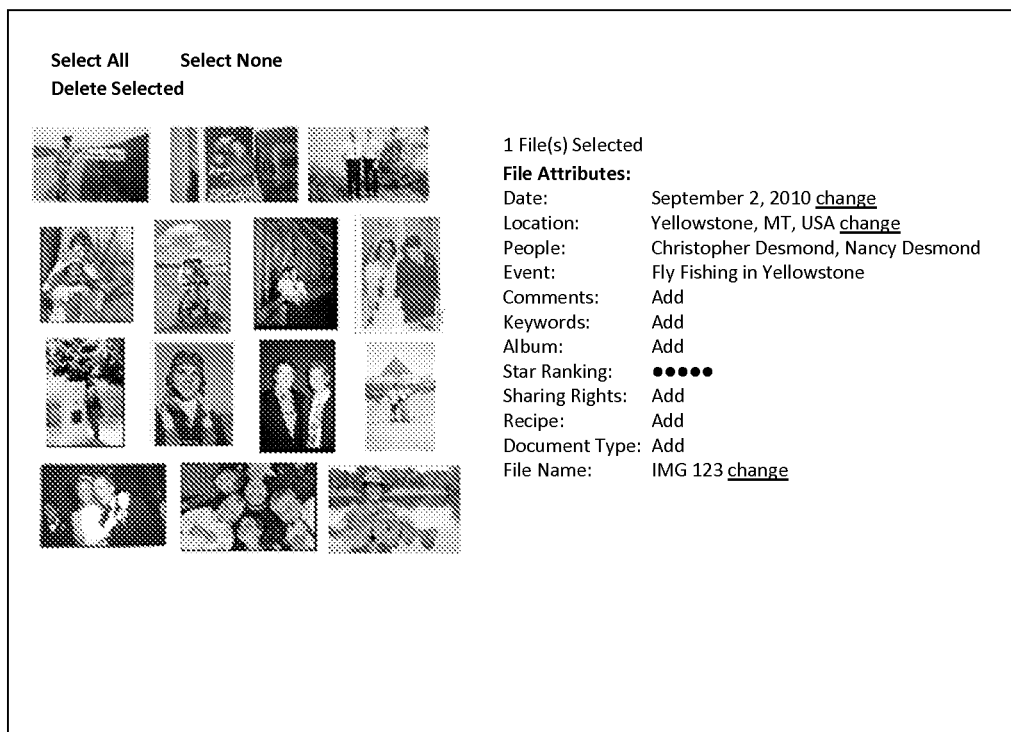 Select All Select None
Delete Selected
1 File(s) Selected
File Attributes:
Date: September 2, 2010 change
Location: Yellowstone, MT, USA change
People: Christopher Desmond, Nancy Desmond
Event: Fly Fishing in Yellowstone
Comments: Add
Keywords: Add
Album: Add
Star Ranking: ●●●●●
Sharing Rights: Add
Recipe: Add
Document Type: Add
File Name: IMG 123 change